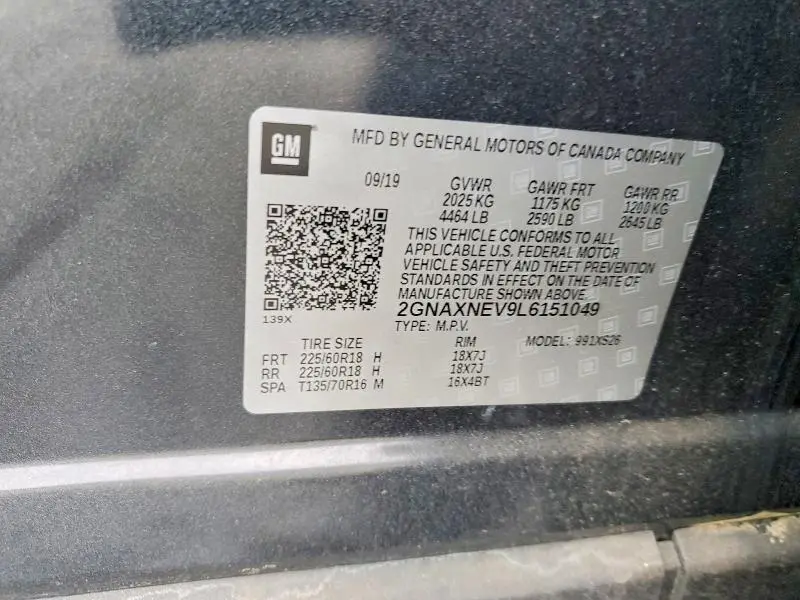 GM
MFD BY GENERAL MOTORS OF CANADA COMPANY
09/19 GVWR GAWR FRT GAWR RR
2025 KG 1175 KG 1200 KG
4464 LB 2590 LB 2645 LB
THIS VEHICLE CONFORMS TO ALL
APPLICABLE U.S. FEDERAL MOTOR
VEHICLE SAFETY AND THEFT PREVENTION
STANDARDS IN EFFECT ON THE DATE OF
MANUFACTURE SHOWN ABOVE.
2GNAXNEV9L6151049
139X
TYPE: M.P.V.
TIRE SIZE RIM MODEL: 991XS26
FRT 225/60R18 H 18X7J
RR 225/60R18 H 18X7J
SPA T135/70R16 M 16X4BT